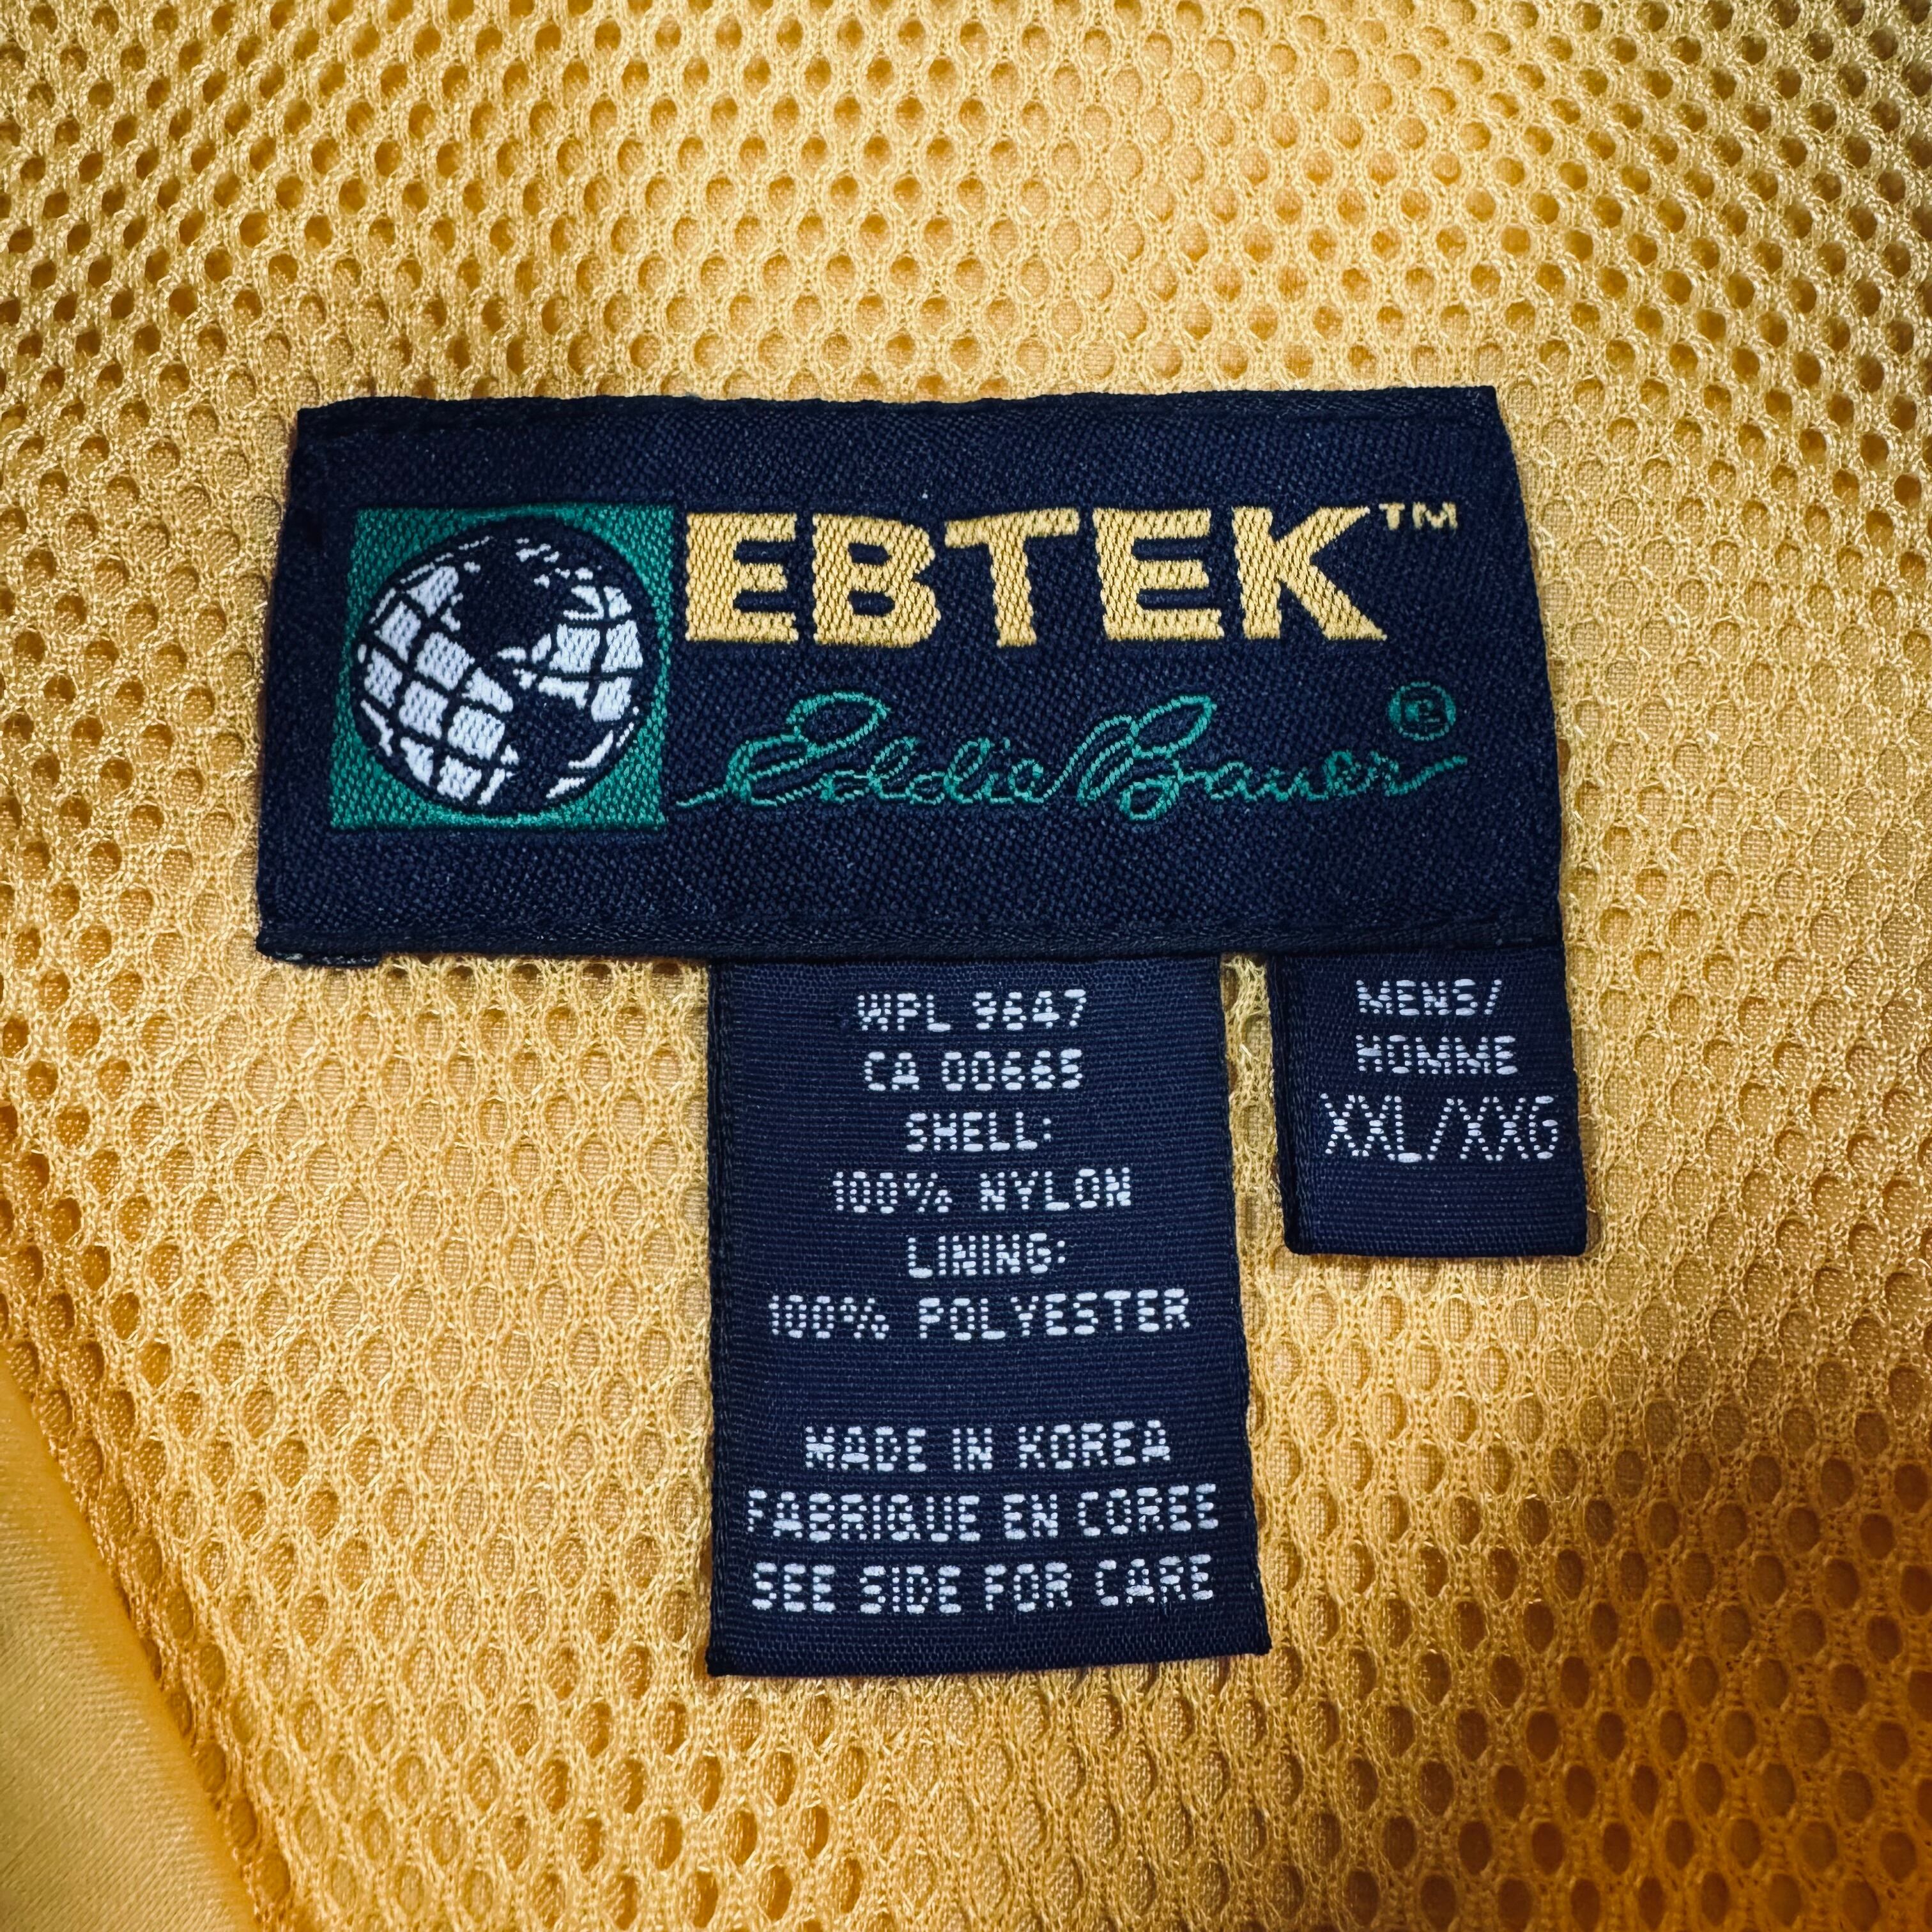 EBTEK™
Eddie Bauer®
WPL 9647
CA 00665
SHELL:
100% NYLON
LINING:
100% POLYESTER
MADE IN KOREA
FABRIQUE EN COREE
SEE SIDE FOR CARE
MENS/
HOMME
XXL/XXG